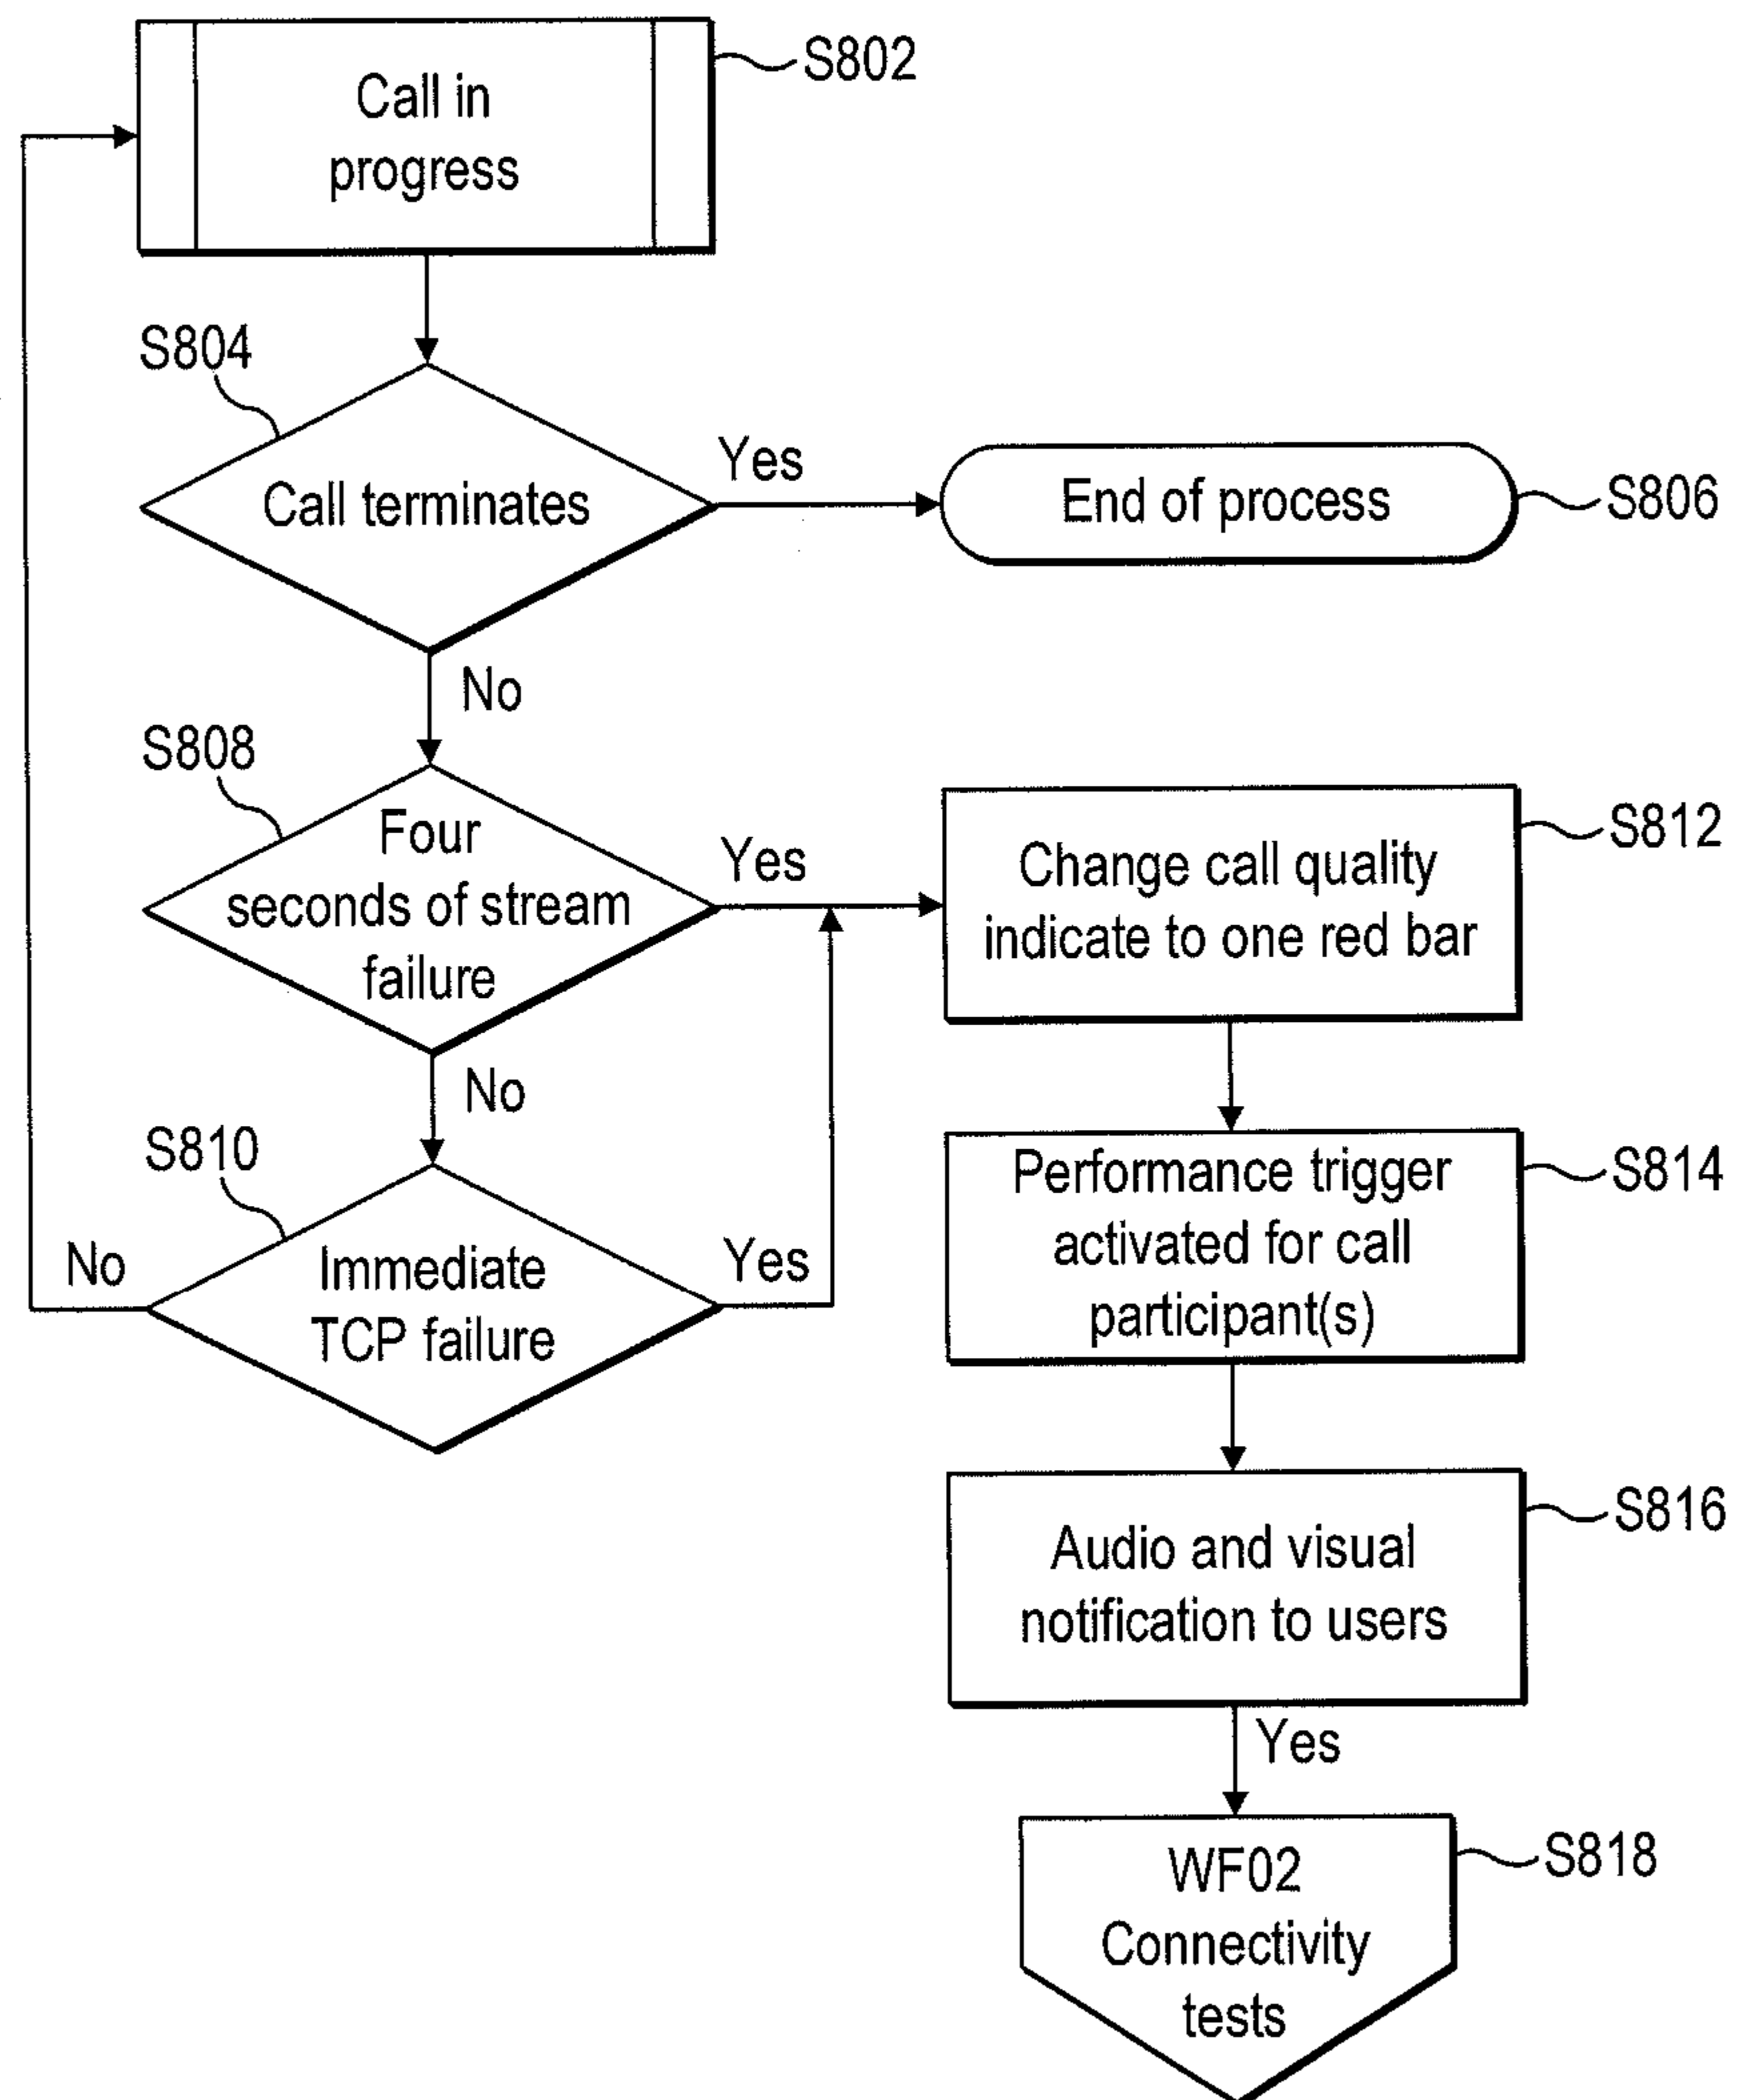 Call in
progress
S802
S804
Call terminates
Yes
End of process
S806
No
S808
Four
seconds of stream
failure
Yes
Change call quality
indicate to one red bar
S812
No
S810
Immediate
TCP failure
No
Yes
Performance trigger
activated for call
participant(s)
S814
Audio and visual
notification to users
S816
Yes
WF02
Connectivity
tests
S818